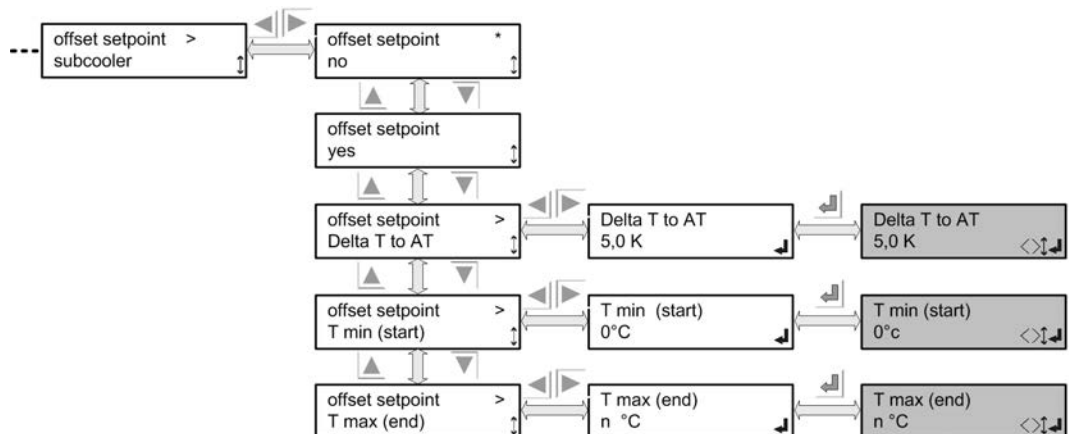 offset setpoint >
subcooler
offset setpoint *
no
offset setpoint
yes
offset setpoint >
Delta T to AT
Delta T to AT
5,0 K
Delta T to AT
5,0 K
offset setpoint >
T min (start)
T min (start)
0°C
T min (start)
0°c
offset setpoint >
T max (end)
T max (end)
n °C
T max (end)
n °C